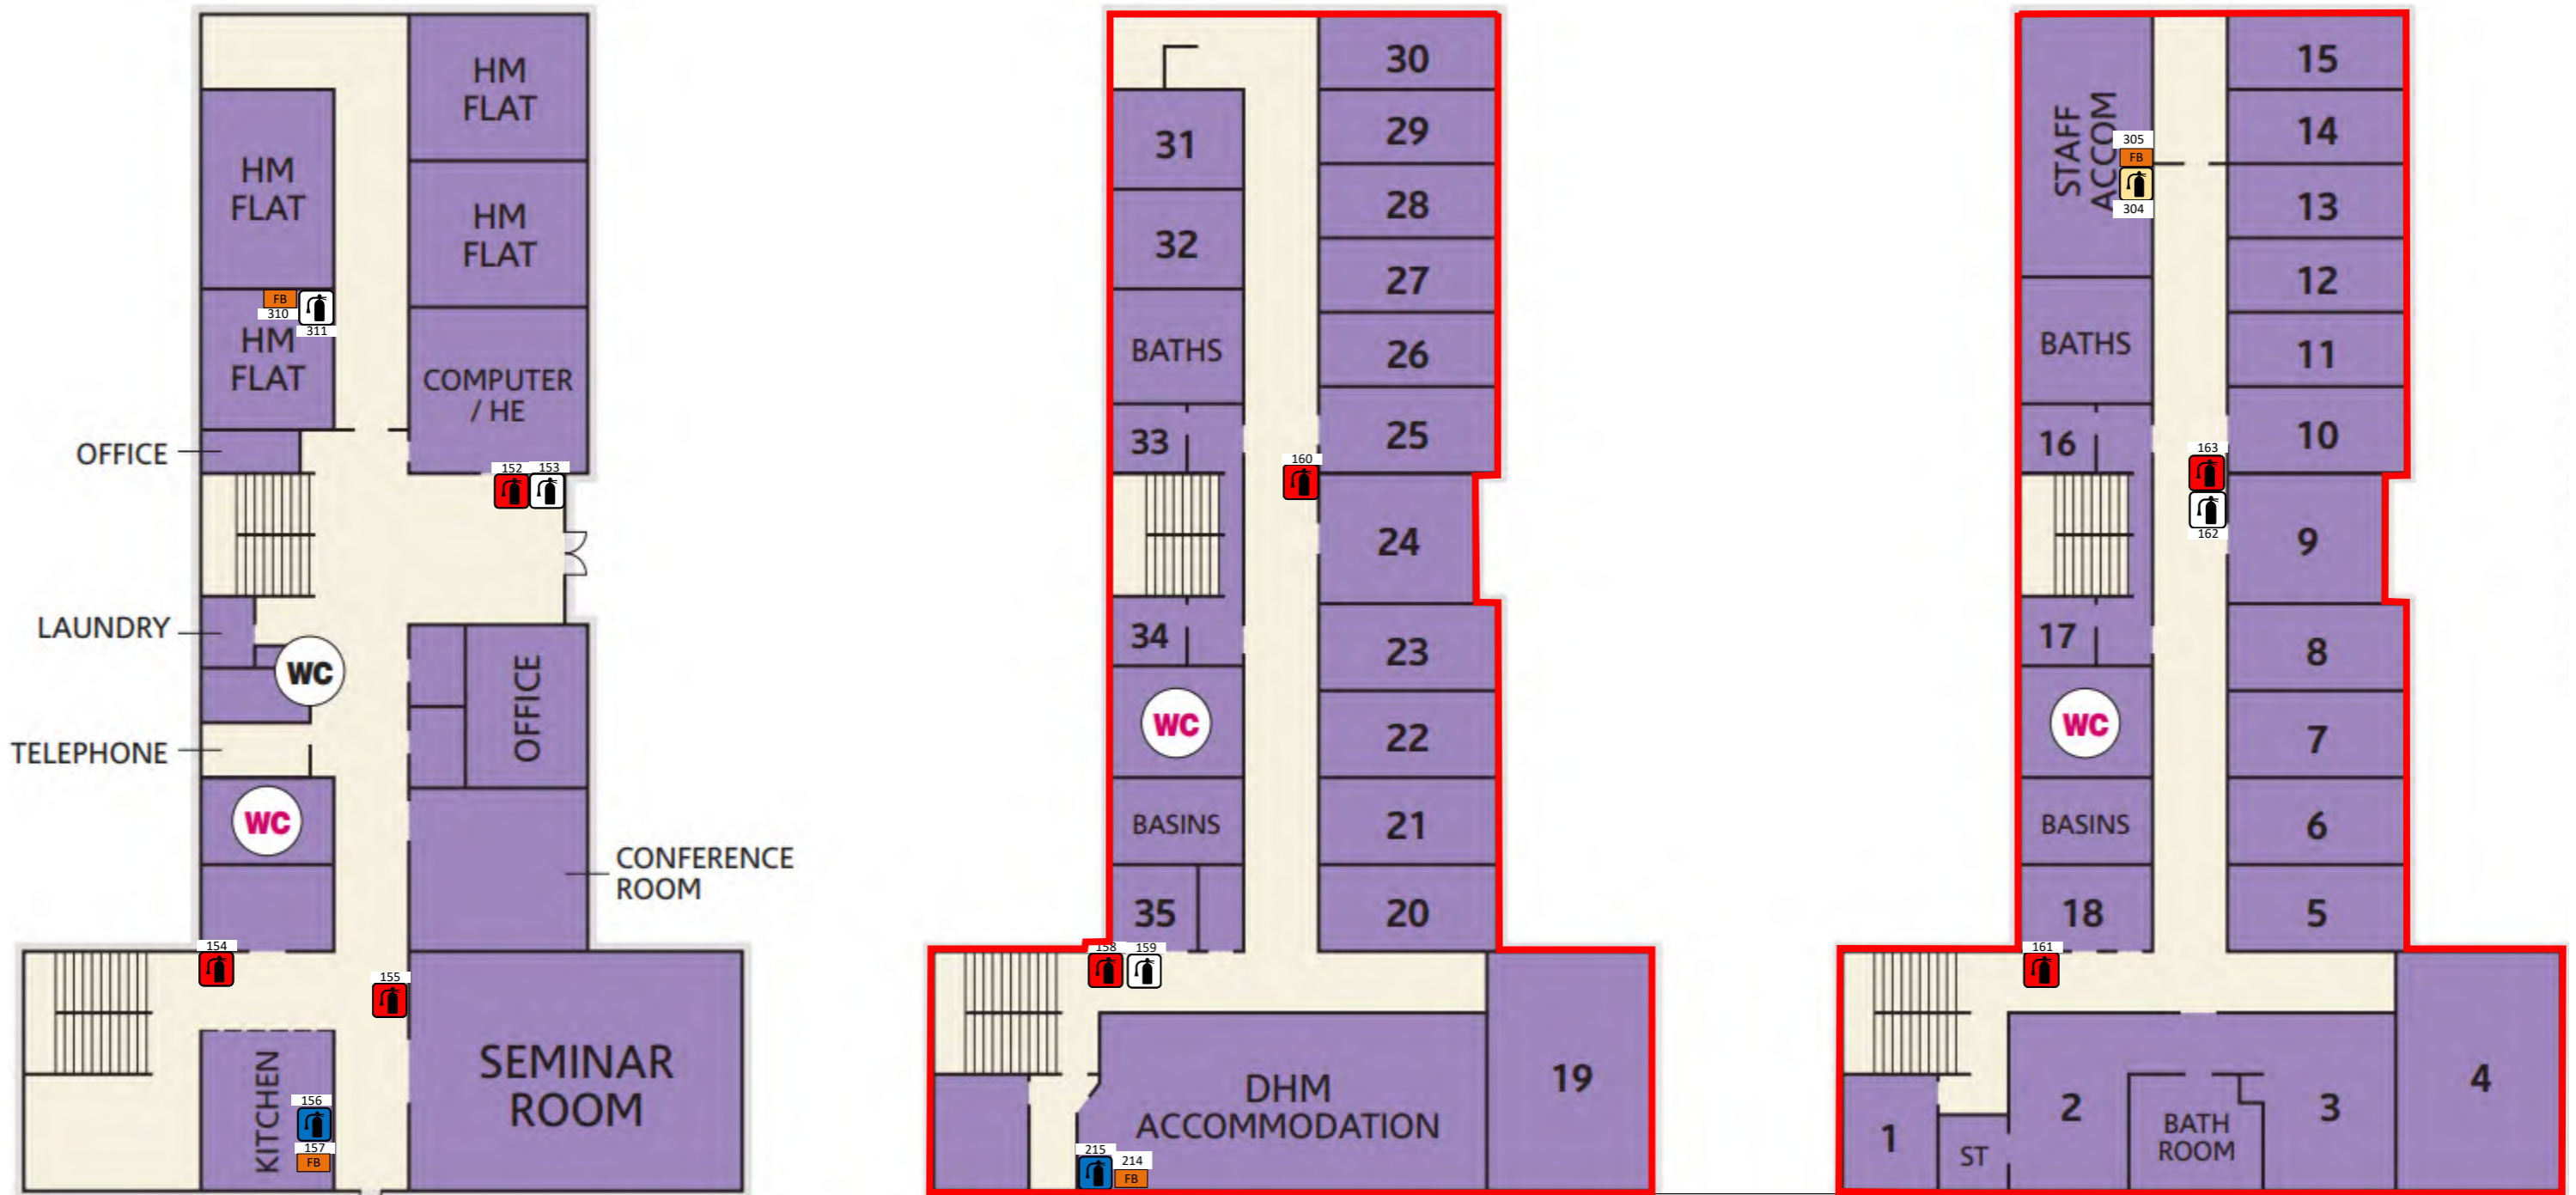 HM
FLAT
HM
FLAT
FB
310
311
HM
FLAT
HM
FLAT
COMPUTER
/ HE
OFFICE
152
153
LAUNDRY
WC
TELEPHONE
OFFICE
WC
CONFERENCE
ROOM
154
155
KITCHEN
156
157
FB
SEMINAR
ROOM
30
31
29
32
28
27
BATHS
26
33
25
160
24
34
23
WC
22
BASINS
21
35
20
158
159
DHM
ACCOMMODATION
19
215
214
FB
STAFF
ACCOM
305
FB
304
15
14
13
12
BATHS
11
16
10
163
162
9
17
8
WC
7
BASINS
6
18
5
161
1
ST
2
BATH
ROOM
3
4